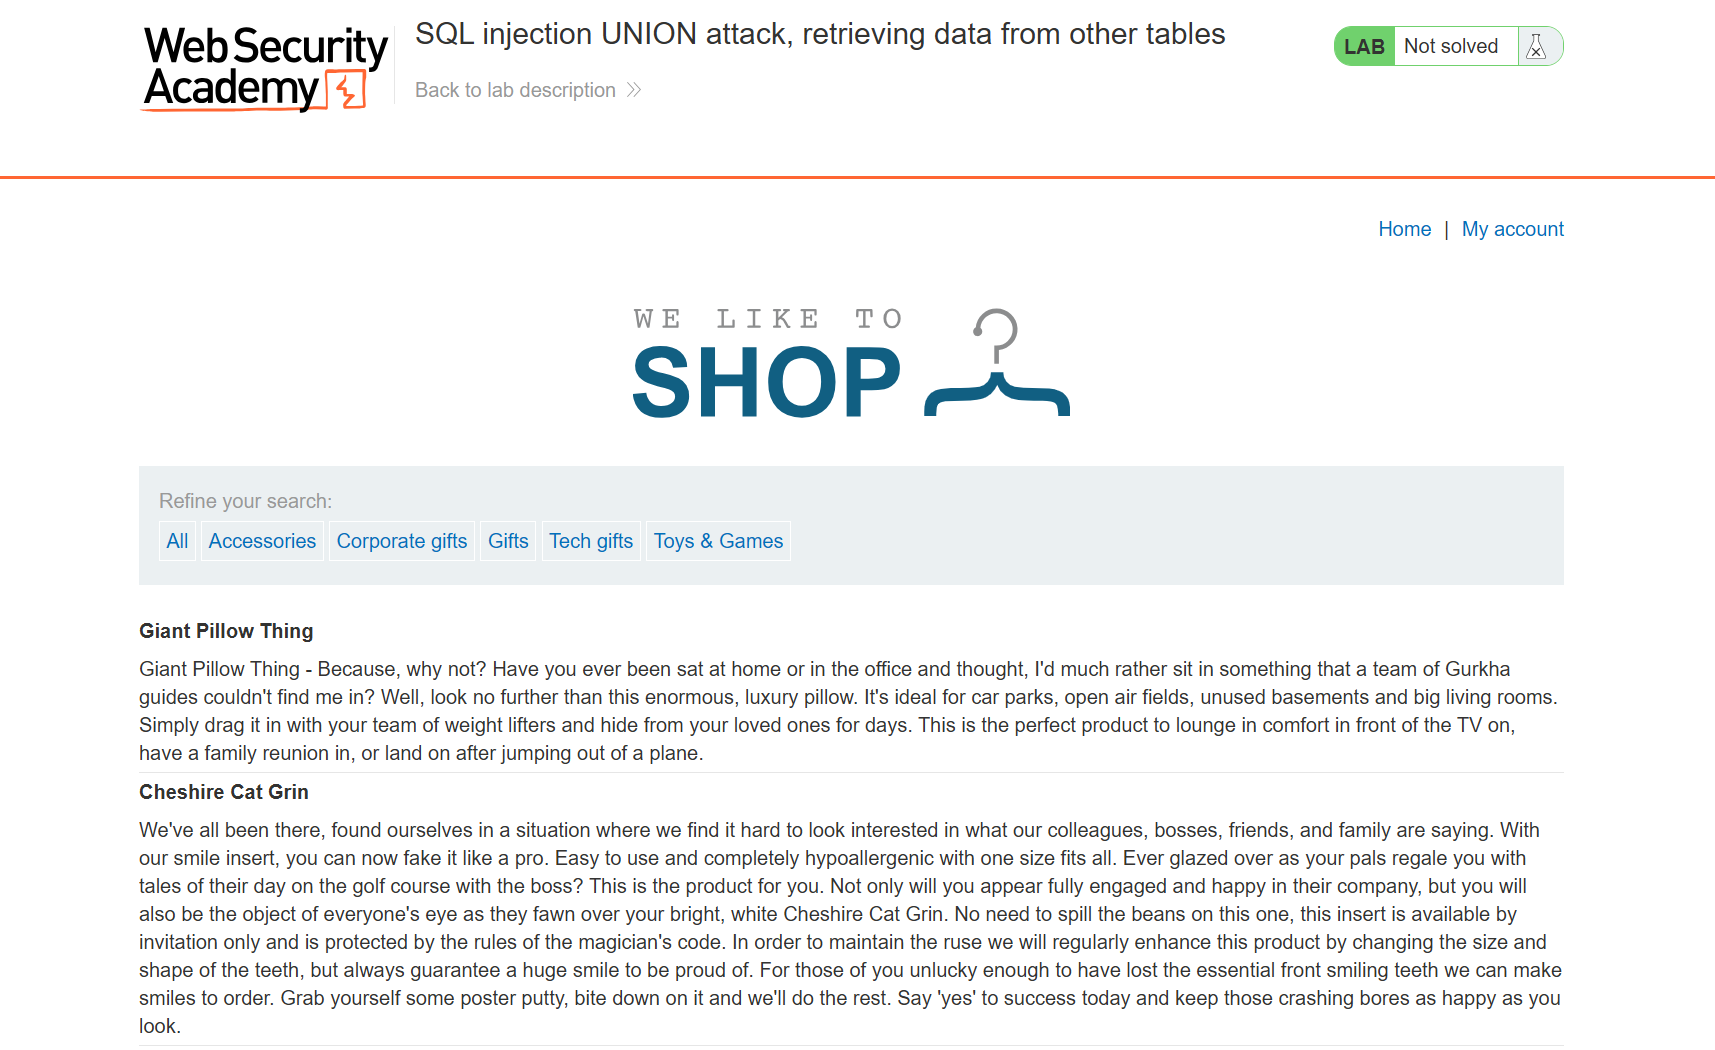 Web Security
Academy
SQL injection UNION attack, retrieving data from other tables
Back to lab description
LAB Not solved
Home | My account
WE LIKE TO
SHOP
Refine your search:
All Accessories Corporate gifts Gifts Tech gifts Toys & Games
Giant Pillow Thing
Giant Pillow Thing - Because, why not? Have you ever been sat at home or in the office and thought, I'd much rather sit in something that a team of Gurkha
guides couldn't find me in? Well, look no further than this enormous, luxury pillow. It's ideal for car parks, open air fields, unused basements and big living rooms.
Simply drag it in with your team of weight lifters and hide from your loved ones for days. This is the perfect product to lounge in comfort in front of the TV on,
have a family reunion in, or land on after jumping out of a plane.
Cheshire Cat Grin
We've all been there, found ourselves in a situation where we find it hard to look interested in what our colleagues, bosses, friends, and family are saying. With
our smile insert, you can now fake it like a pro. Easy to use and completely hypoallergenic with one size fits all. Ever glazed over as your pals regale you with
tales of their day on the golf course with the boss? This is the product for you. Not only will you appear fully engaged and happy in their company, but you will
also be the object of everyone's eye as they fawn over your bright, white Cheshire Cat Grin. No need to spill the beans on this one, this insert is available by
invitation only and is protected by the rules of the magician's code. In order to maintain the ruse we will regularly enhance this product by changing the size and
shape of the teeth, but always guarantee a huge smile to be proud of. For those of you unlucky enough to have lost the essential front smiling teeth we can make
smiles to order. Grab yourself some poster putty, bite down on it and we'll do the rest. Say 'yes' to success today and keep those crashing bores as happy as you
look.